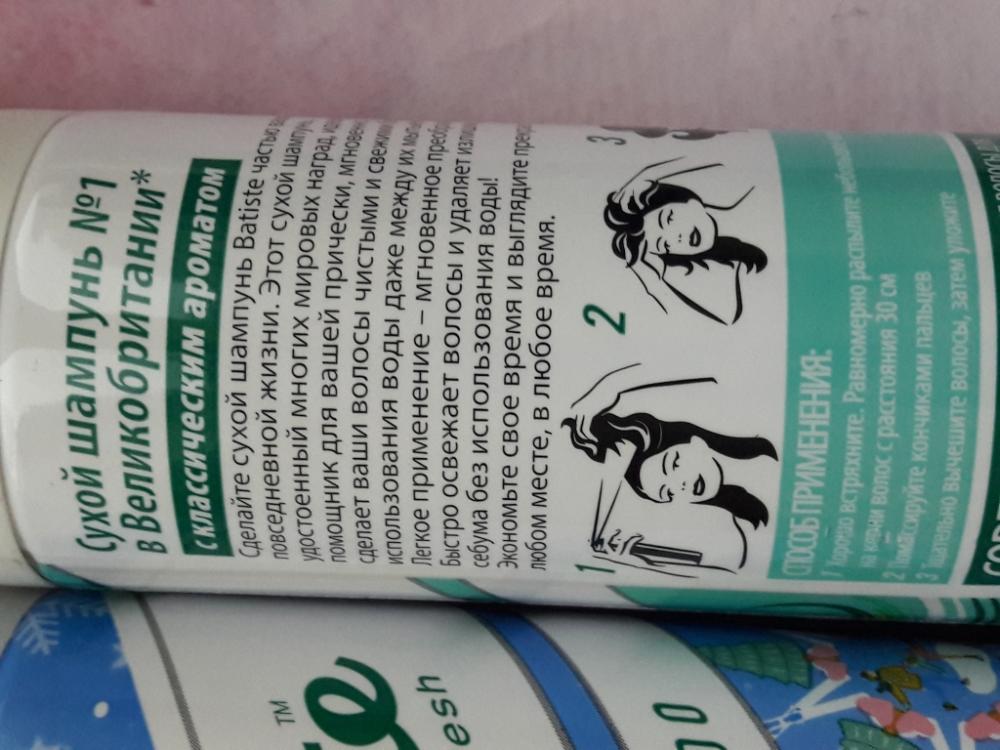 Сухой шампунь №1
в Великобритании*
с классическим ароматом
Сделайте сухой шампунь Batiste частью
повседневной жизни. Этот сухой шампунь
удостоенный многих мировых наград,
помощник для вашей прически,
сделает ваши волосы чистыми и свежими
использования воды даже между их
Легкое применение – мгновенное
Быстро освежает волосы и удаляет
себума без использования воды!
Экономьте свое время и выглядите
любом месте, в любое время.
1
2
3
СПОСОБ ПРИМЕНЕНИЯ:
1 Хорошо встряхните. Равномерно распылите
на корни волос с расстояния 30 см
2 Помассируйте кончиками пальцев
3 Тщательно вычешите волосы, затем уложите
TM
esh